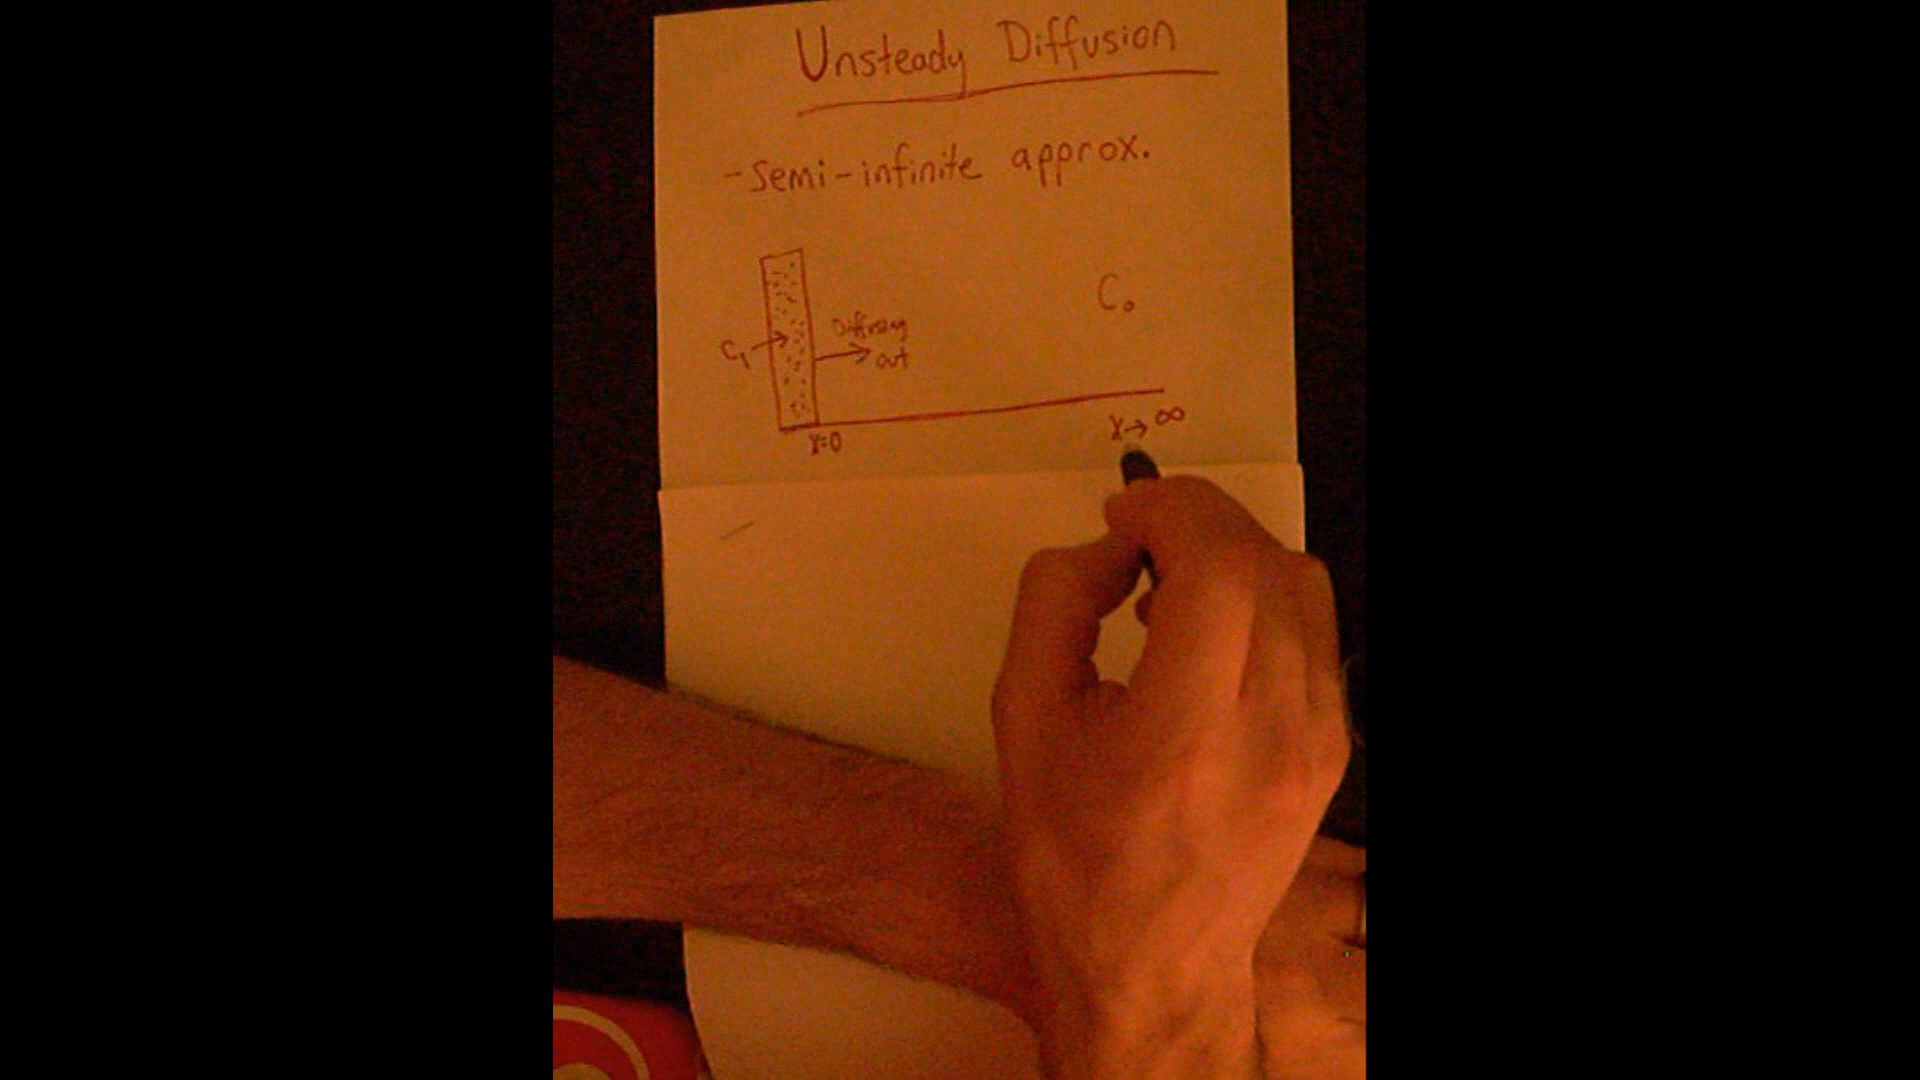 Unsteady Diffusion
- semi-infinite approx.
C₀
Diffusing
C₁
out
x→∞
x=0